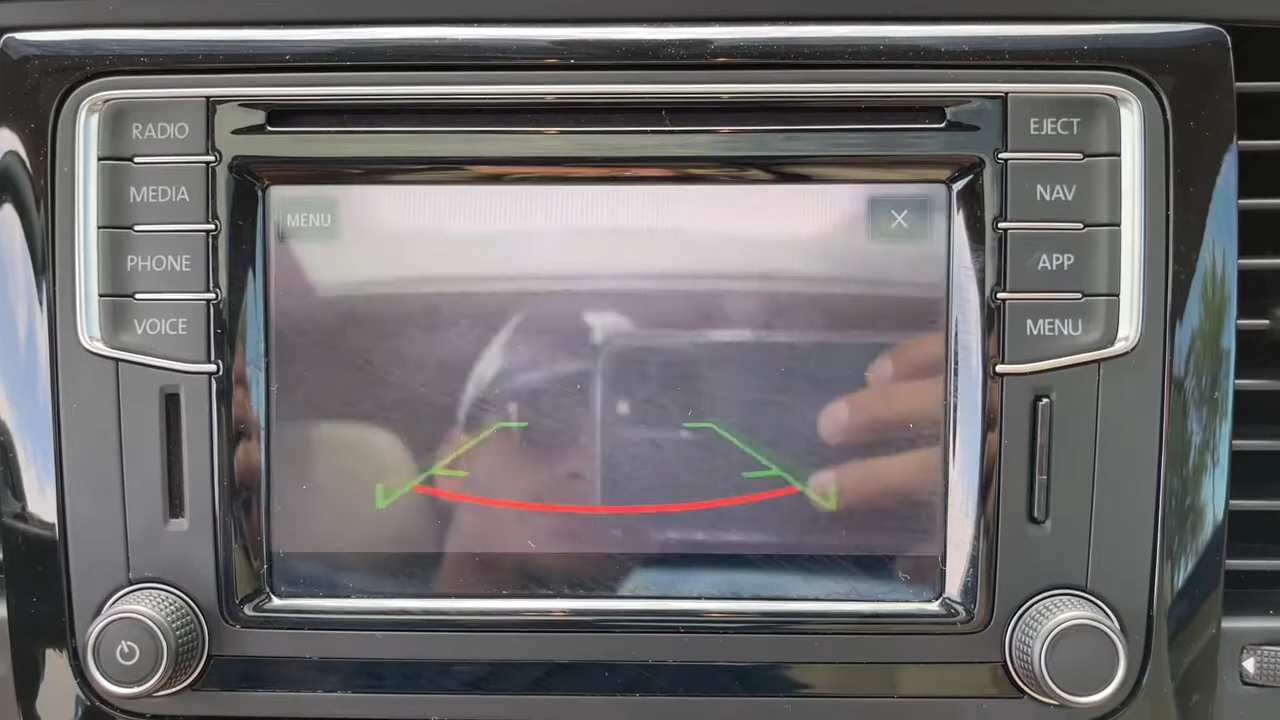 RADIO
MEDIA
PHONE
VOICE
MENU
EJECT
NAV
APP
MENU